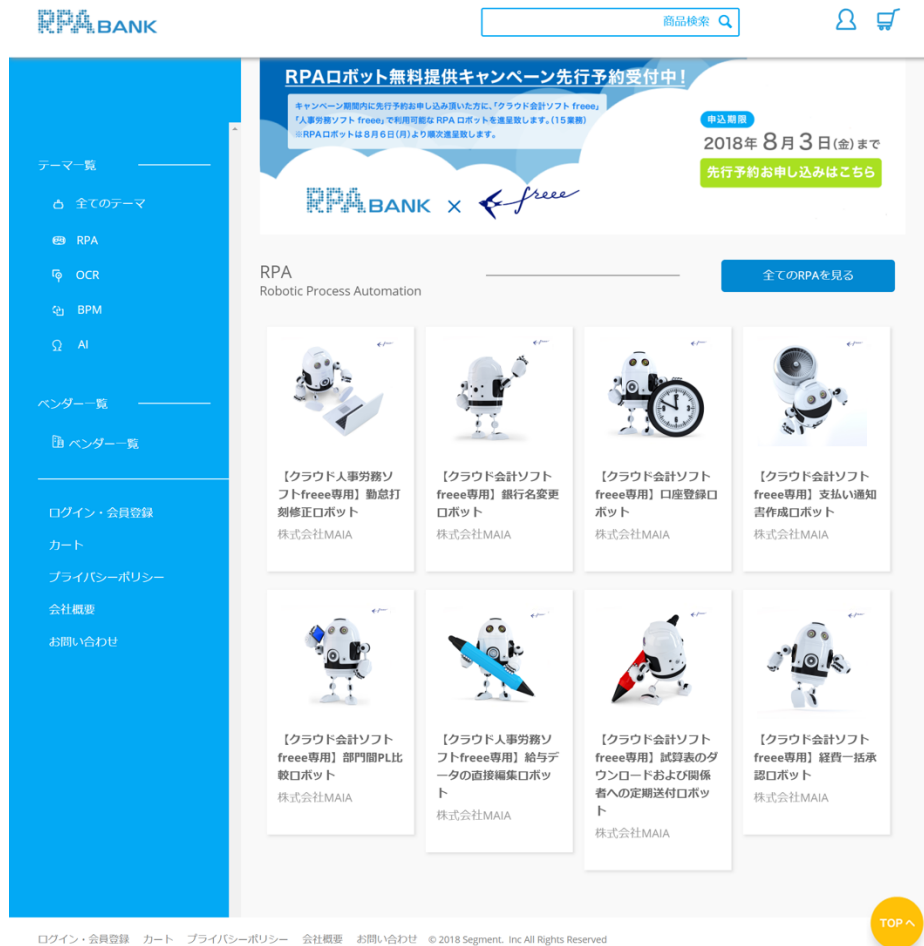 RPA BANK
商品検索
RPAロボット無料提供キャンペーン先行予約受付中！
キャンペーン期間内に先行予約お申し込み頂いた方に、「クラウド会計ソフト freee」
「人事労務ソフト freee」で利用可能な RPA ロボットを進呈致します。（15業務）
※RPAロボットは8月6日(月)より順次進呈致します。
申込期限
2018年 8月3日(金)まで
先行予約お申し込みはこちら
RPA BANK × freee
テーマ一覧
全てのテーマ
RPA
OCR
BPM
AI
ベンダー一覧
ベンダー一覧
ログイン・会員登録
カート
プライバシーポリシー
会社概要
お問い合わせ
RPA
Robotic Process Automation
全てのRPAを見る
【クラウド人事労務ソ
フトfreee専用】勤怠打
刻修正ロボット
株式会社MAIA
【クラウド会計ソフト
freee専用】銀行名変更
ロボット
株式会社MAIA
【クラウド会計ソフト
freee専用】口座登録ロ
ボット
株式会社MAIA
【クラウド会計ソフト
freee専用】支払い通知
書作成ロボット
株式会社MAIA
【クラウド会計ソフト
freee専用】部門間PL比
較ロボット
株式会社MAIA
【クラウド人事労務ソ
フトfreee専用】給与デ
ータの直接編集ロボッ
ト
株式会社MAIA
【クラウド会計ソフト
freee専用】試算表のダ
ウンロードおよび関係
者への定期送付ロボッ
ト
株式会社MAIA
【クラウド会計ソフト
freee専用】経費一括承
認ロボット
株式会社MAIA
TOP
ログイン・会員登録 カート プライバシーポリシー 会社概要 お問い合わせ © 2018 Segment. Inc All Rights Reserved